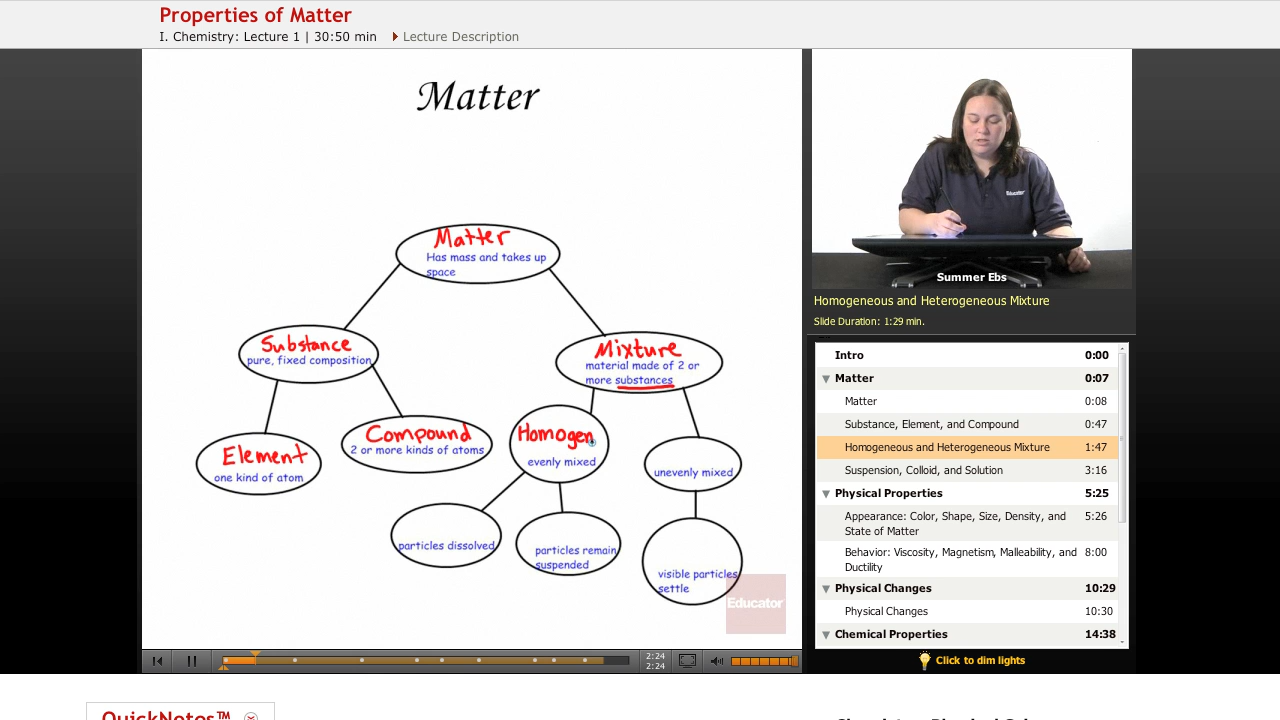 Properties of Matter
I. Chemistry: Lecture 1 | 30:50 min
Lecture Description
Matter
Matter
Has mass and takes up
space
Substance
pure, fixed composition
Mixture
material made of 2 or
more substances
Element
one kind of atom
Compound
2 or more kinds of atoms
Homogen
evenly mixed
unevenly mixed
particles dissolved
particles remain
suspended
visible particles
settle
Educator
2:24
2:24
Educator
Summer Ebs
Homogeneous and Heterogeneous Mixture
Slide Duration: 1:29 min.
Intro 0:00
Matter 0:07
Matter 0:08
Substance, Element, and Compound 0:47
Homogeneous and Heterogeneous Mixture 1:47
Suspension, Colloid, and Solution 3:16
Physical Properties 5:25
Appearance: Color, Shape, Size, Density, and 5:26
State of Matter
Behavior: Viscosity, Magnetism, Malleability, and 8:00
Ductility
Physical Changes 10:29
Physical Changes 10:30
Chemical Properties 14:38
Click to dim lights
QuickNotes™